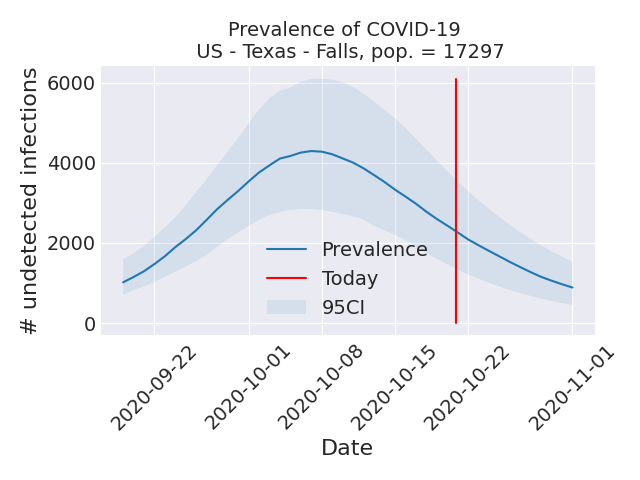 Prevalence of COVID-19
US - Texas - Falls, pop. = 17297
# undetected infections
6000
4000
2000
0
Prevalence
Today
95CI
2020-09-22
2020-10-01
2020-10-08
2020-10-15
2020-10-22
2020-11-01
Date